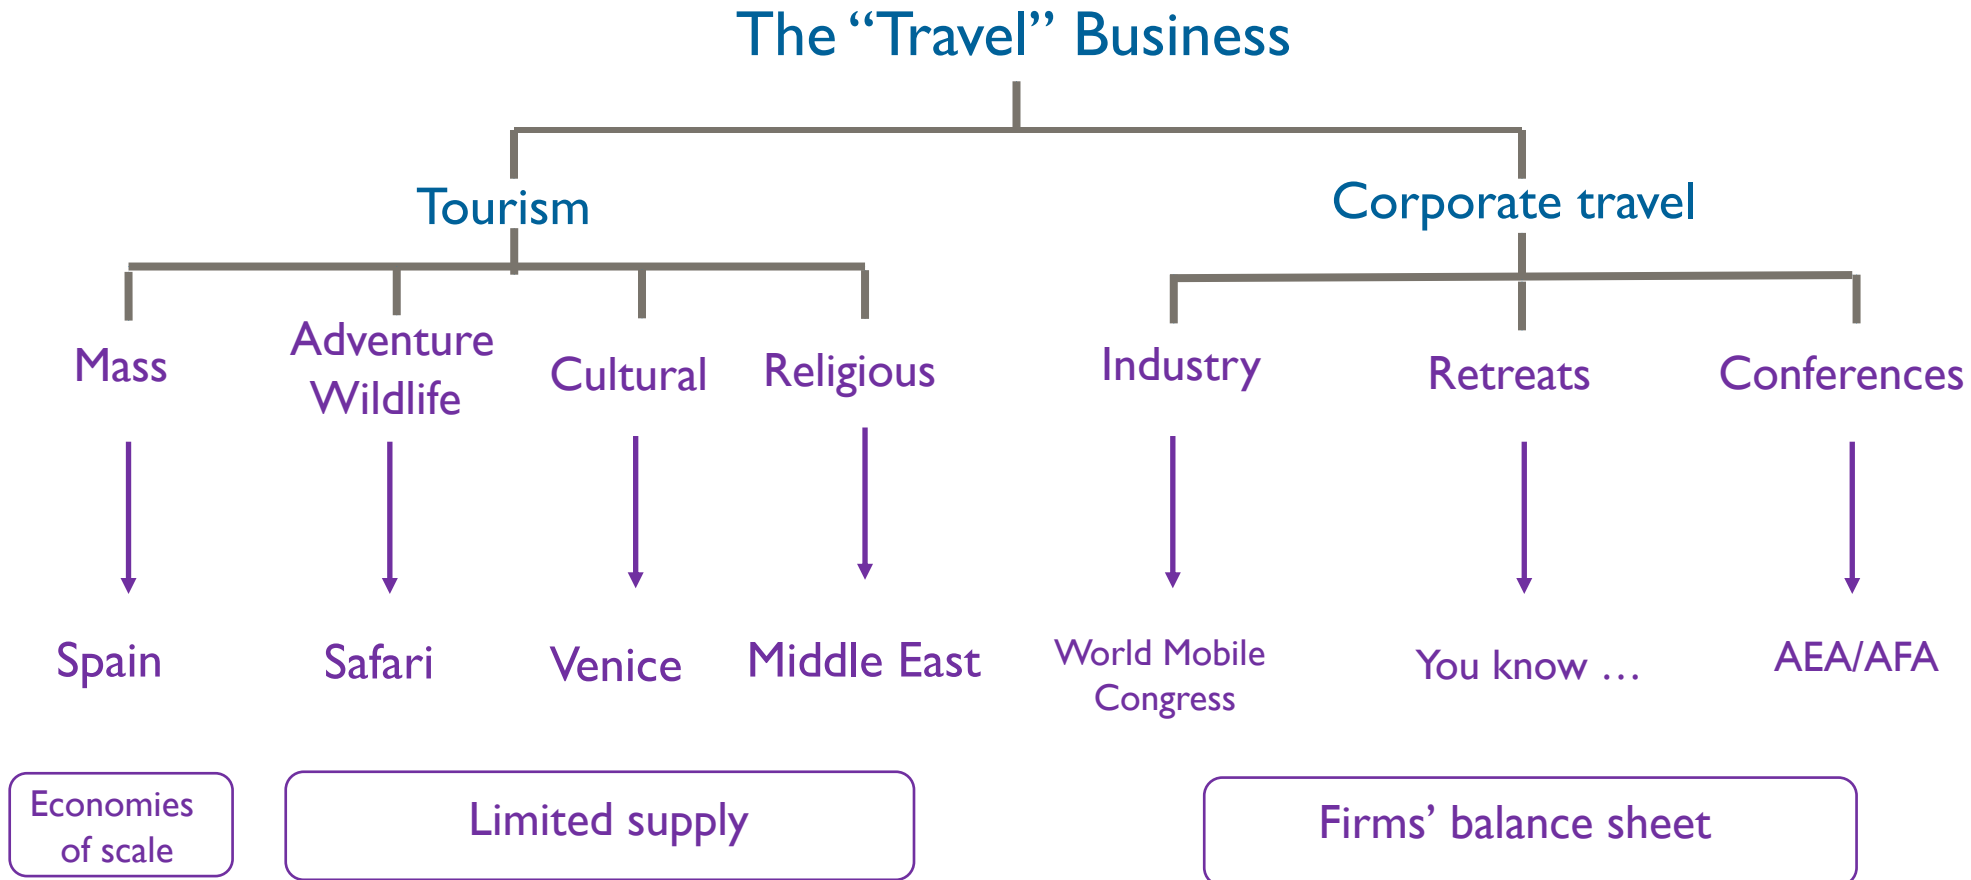 The “Travel” Business
Tourism
Corporate travel
Mass
Adventure
Wildlife
Cultural
Religious
Industry
Retreats
Conferences
Spain
Safari
Venice
Middle East
World Mobile
Congress
You know …
AEA/AFA
Economies
of scale
Limited supply
Firms’ balance sheet